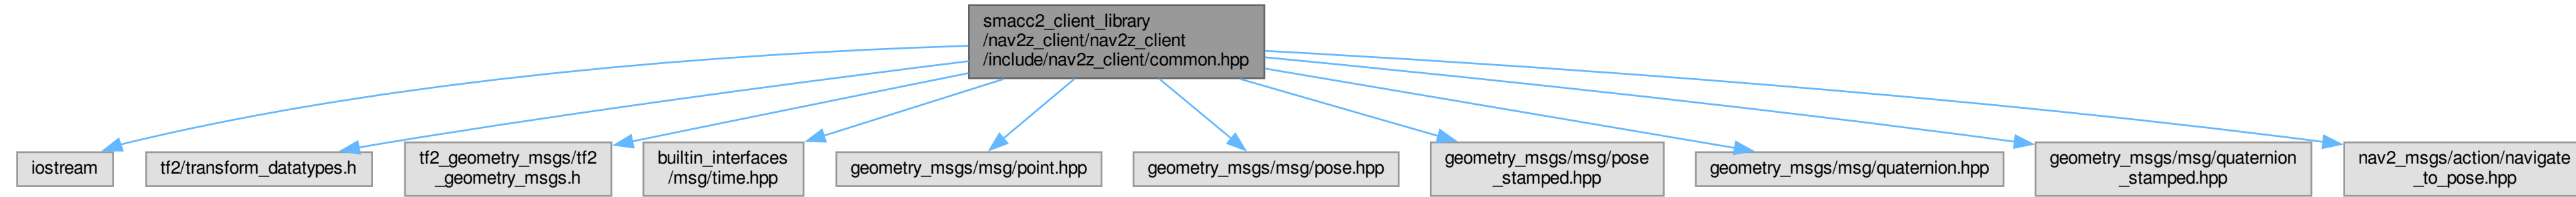 smacc2_client_library
/nav2z_client/nav2z_client
/include/nav2z_client/common.hpp
iostream
tf2/transform_datatypes.h
tf2_geometry_msgs/tf2
_geometry_msgs.h
builtin_interfaces
/msg/time.hpp
geometry_msgs/msg/point.hpp
geometry_msgs/msg/pose.hpp
geometry_msgs/msg/pose
_stamped.hpp
geometry_msgs/msg/quaternion.hpp
geometry_msgs/msg/quaternion
_stamped.hpp
nav2_msgs/action/navigate
_to_pose.hpp